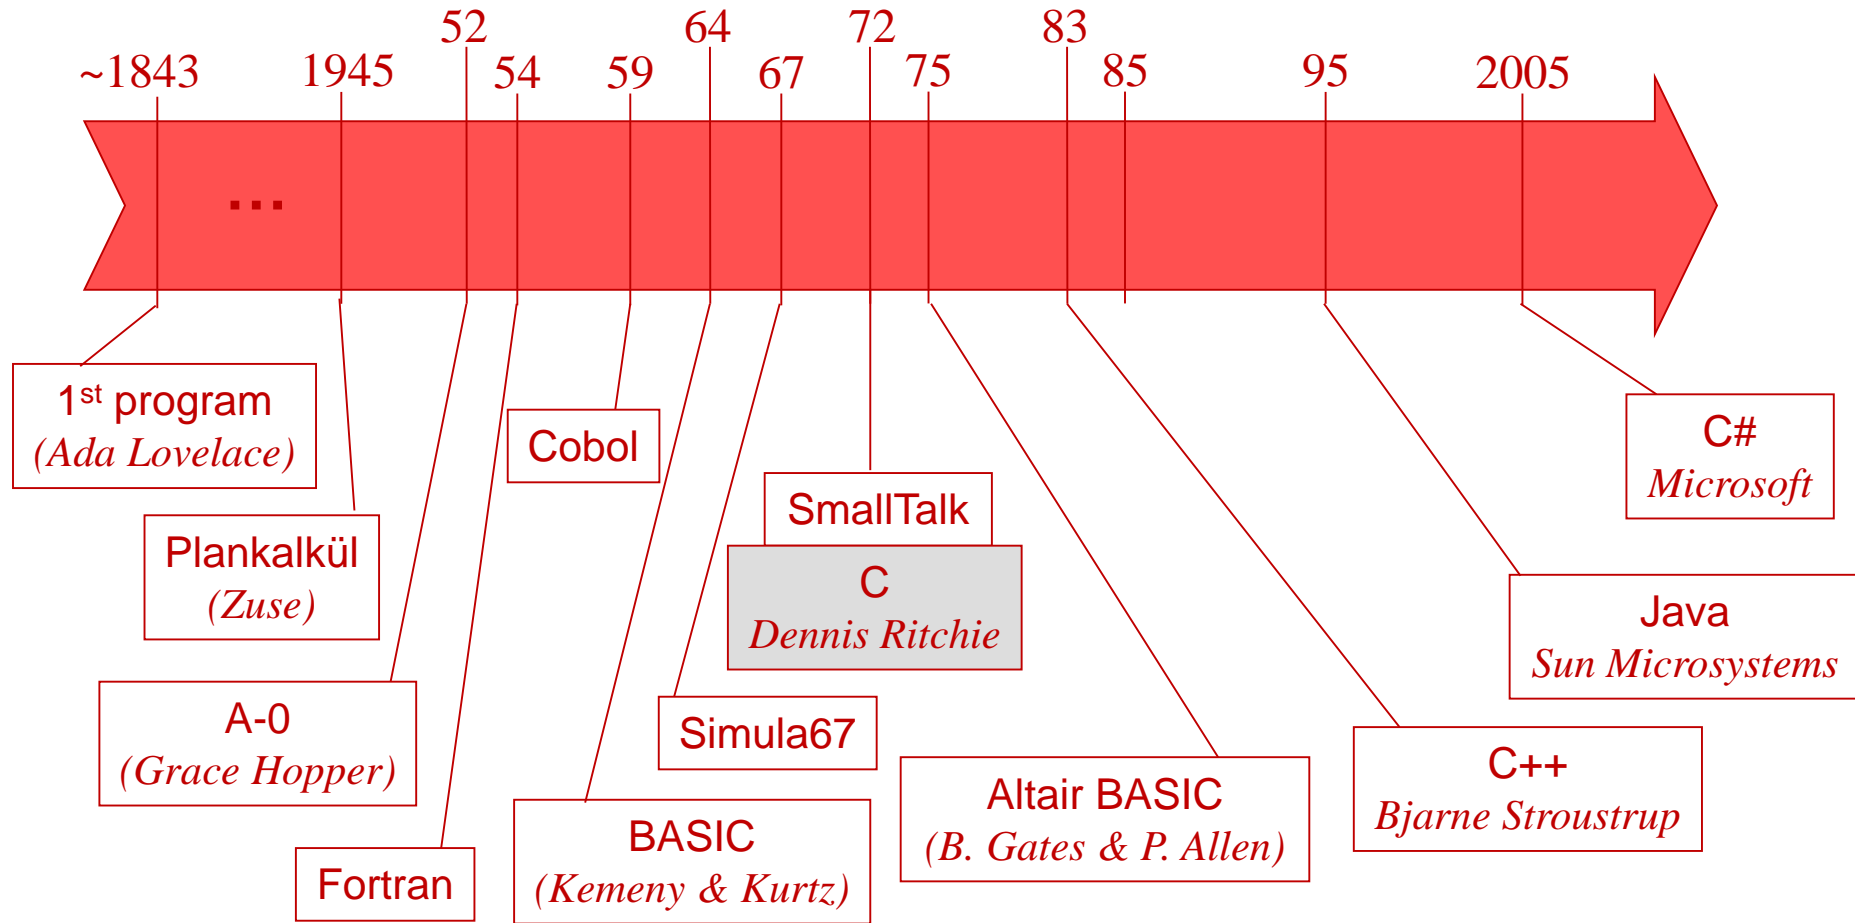 ~1843
1945
52
54
59
64
67
72
75
83
85
95
2005
...
1st program
(Ada Lovelace)
Plankalkül
(Zuse)
A-0
(Grace Hopper)
Fortran
Cobol
BASIC
(Kemeny & Kurtz)
Simula67
SmallTalk
C
Dennis Ritchie
Altair BASIC
(B. Gates & P. Allen)
C++
Bjarne Stroustrup
Java
Sun Microsystems
C#
Microsoft